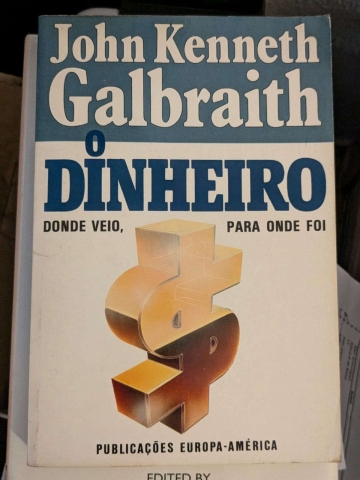 John Kenneth
Galbraith
O
DINHEIRO
DONDE VEIO, PARA ONDE FOI
PUBLICAÇÕES EUROPA-AMÉRICA
EDITED BY